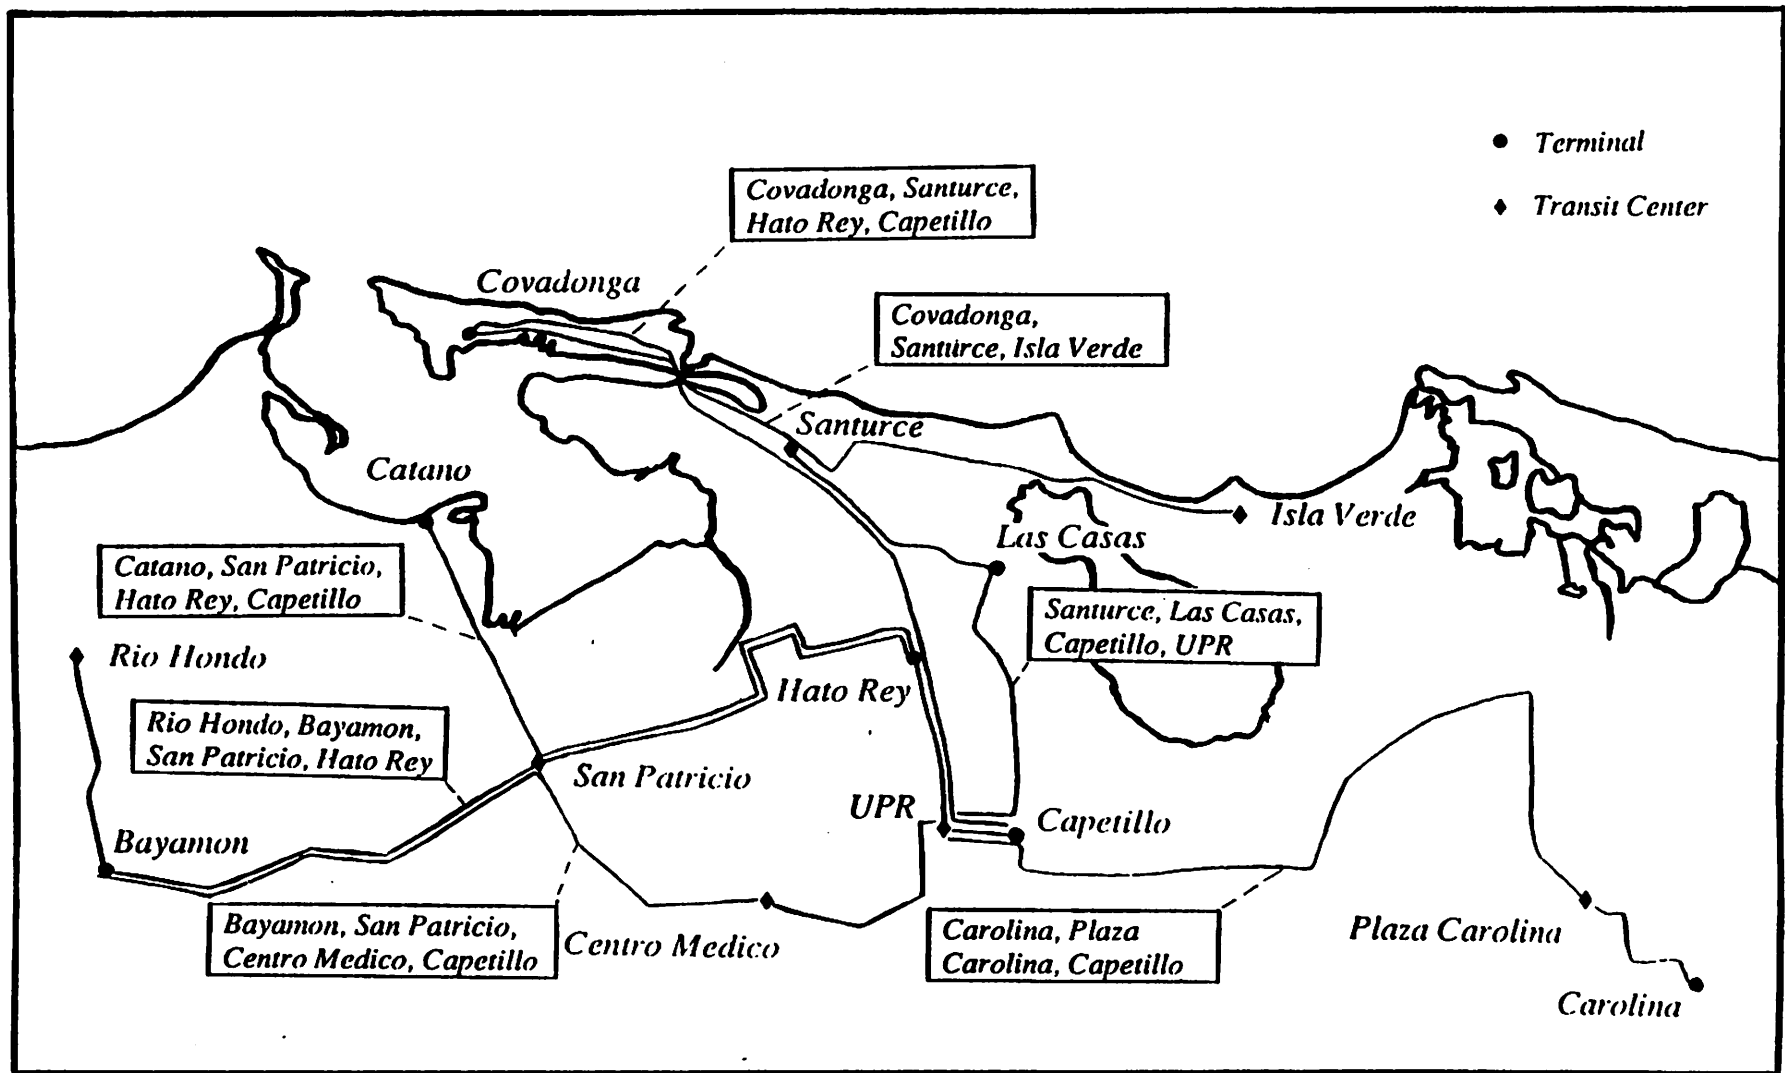 Terminal
Transit Center
Covadonga, Santurce,
Hato Rey, Capetillo
Covadonga
Covadonga,
Santurce, Isla Verde
Santurce
Catano
Isla Verde
Las Casas
Catano, San Patricio,
Hato Rey, Capetillo
Santurce, Las Casas,
Capetillo, UPR
Rio Hondo
Hato Rey
Rio Hondo, Bayamon,
San Patricio, Hato Rey
San Patricio
UPR
Capetillo
Bayamon
Bayamon, San Patricio,
Centro Medico, Capetillo
Centro Medico
Carolina, Plaza
Carolina, Capetillo
Plaza Carolina
Carolina